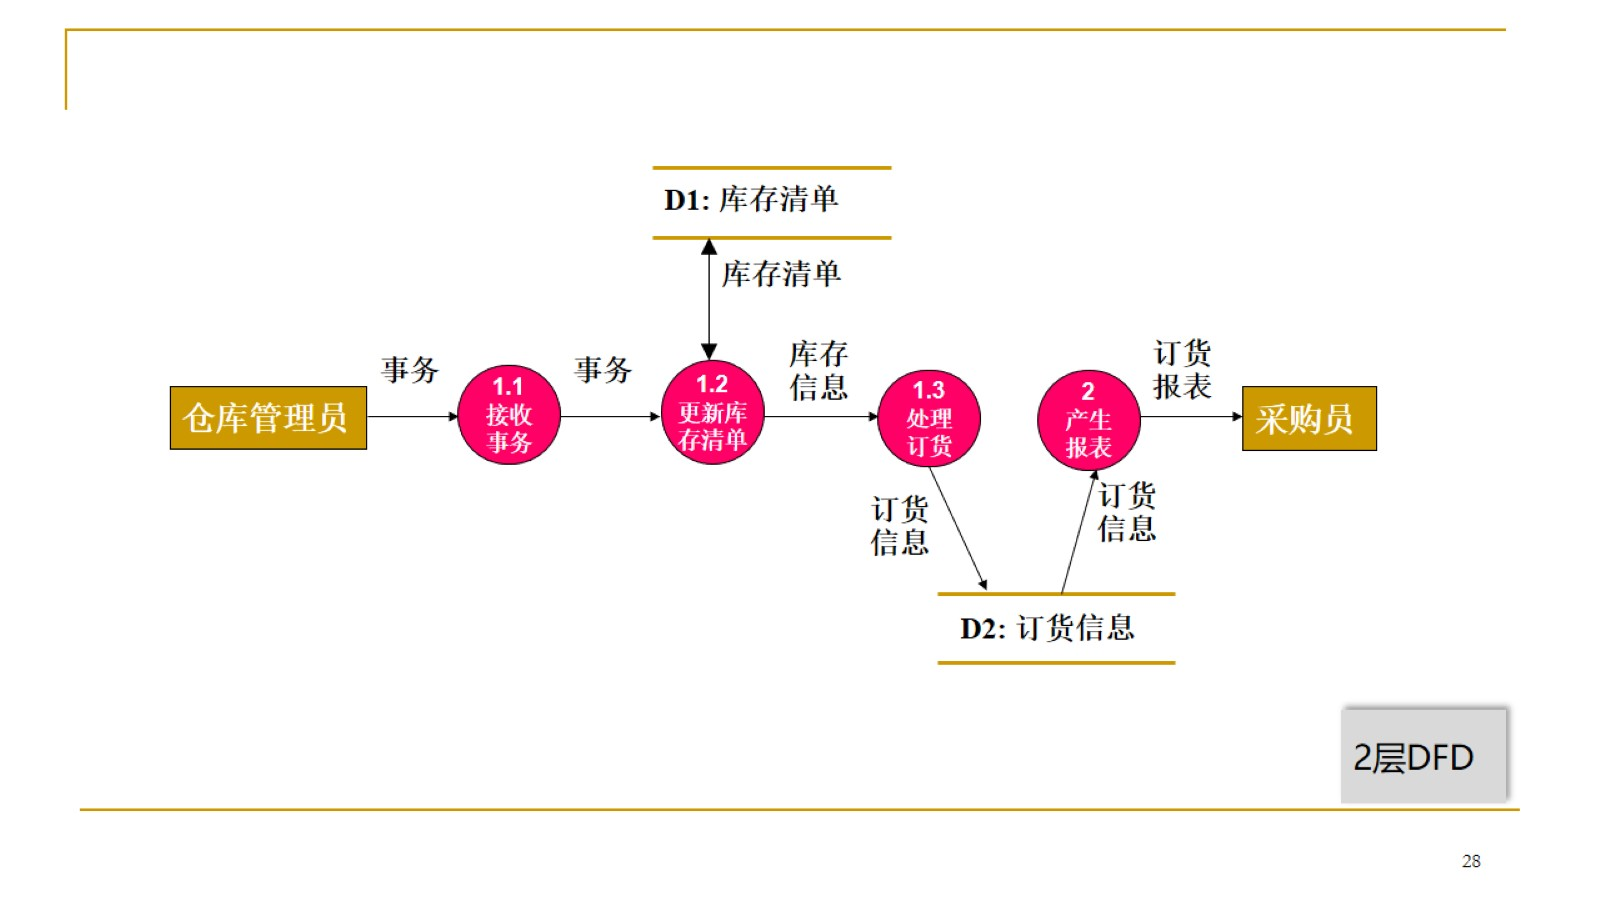 D1: 库存清单
库存清单
事务
事务
库存
信息
订货
报表
仓库管理员
1.1
接收
事务
1.2
更新库
存清单
1.3
处理
订货
2
产生
报表
采购员
订货
信息
订货
信息
D2: 订货信息
2层DFD
28